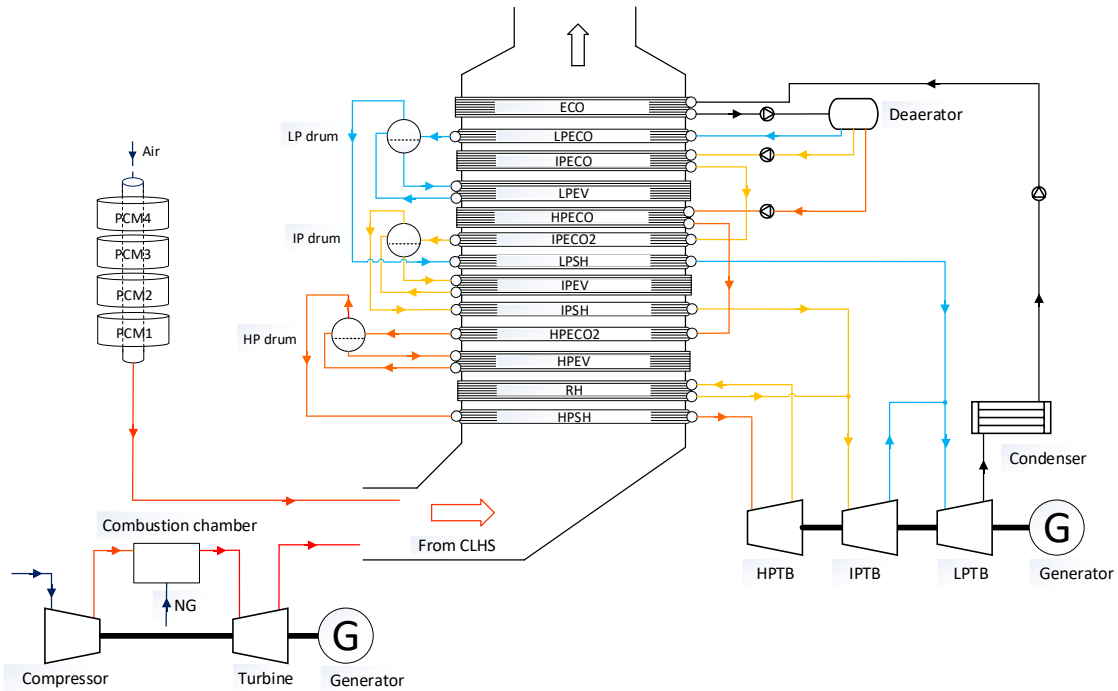 ECO
Deaerator
LP drum
LPECO
Air
IPECO
LPEV
PCM4
HPECO
IP drum
IPECO2
PCM3
LPSH
IPEV
PCM2
IPSH
PCM1
HP drum
HPECO2
HPEV
RH
HPSH
Condenser
Combustion chamber
From CLHS
G
HPTB
IPTB
LPTB
Generator
NG
G
Compressor
Turbine
Generator